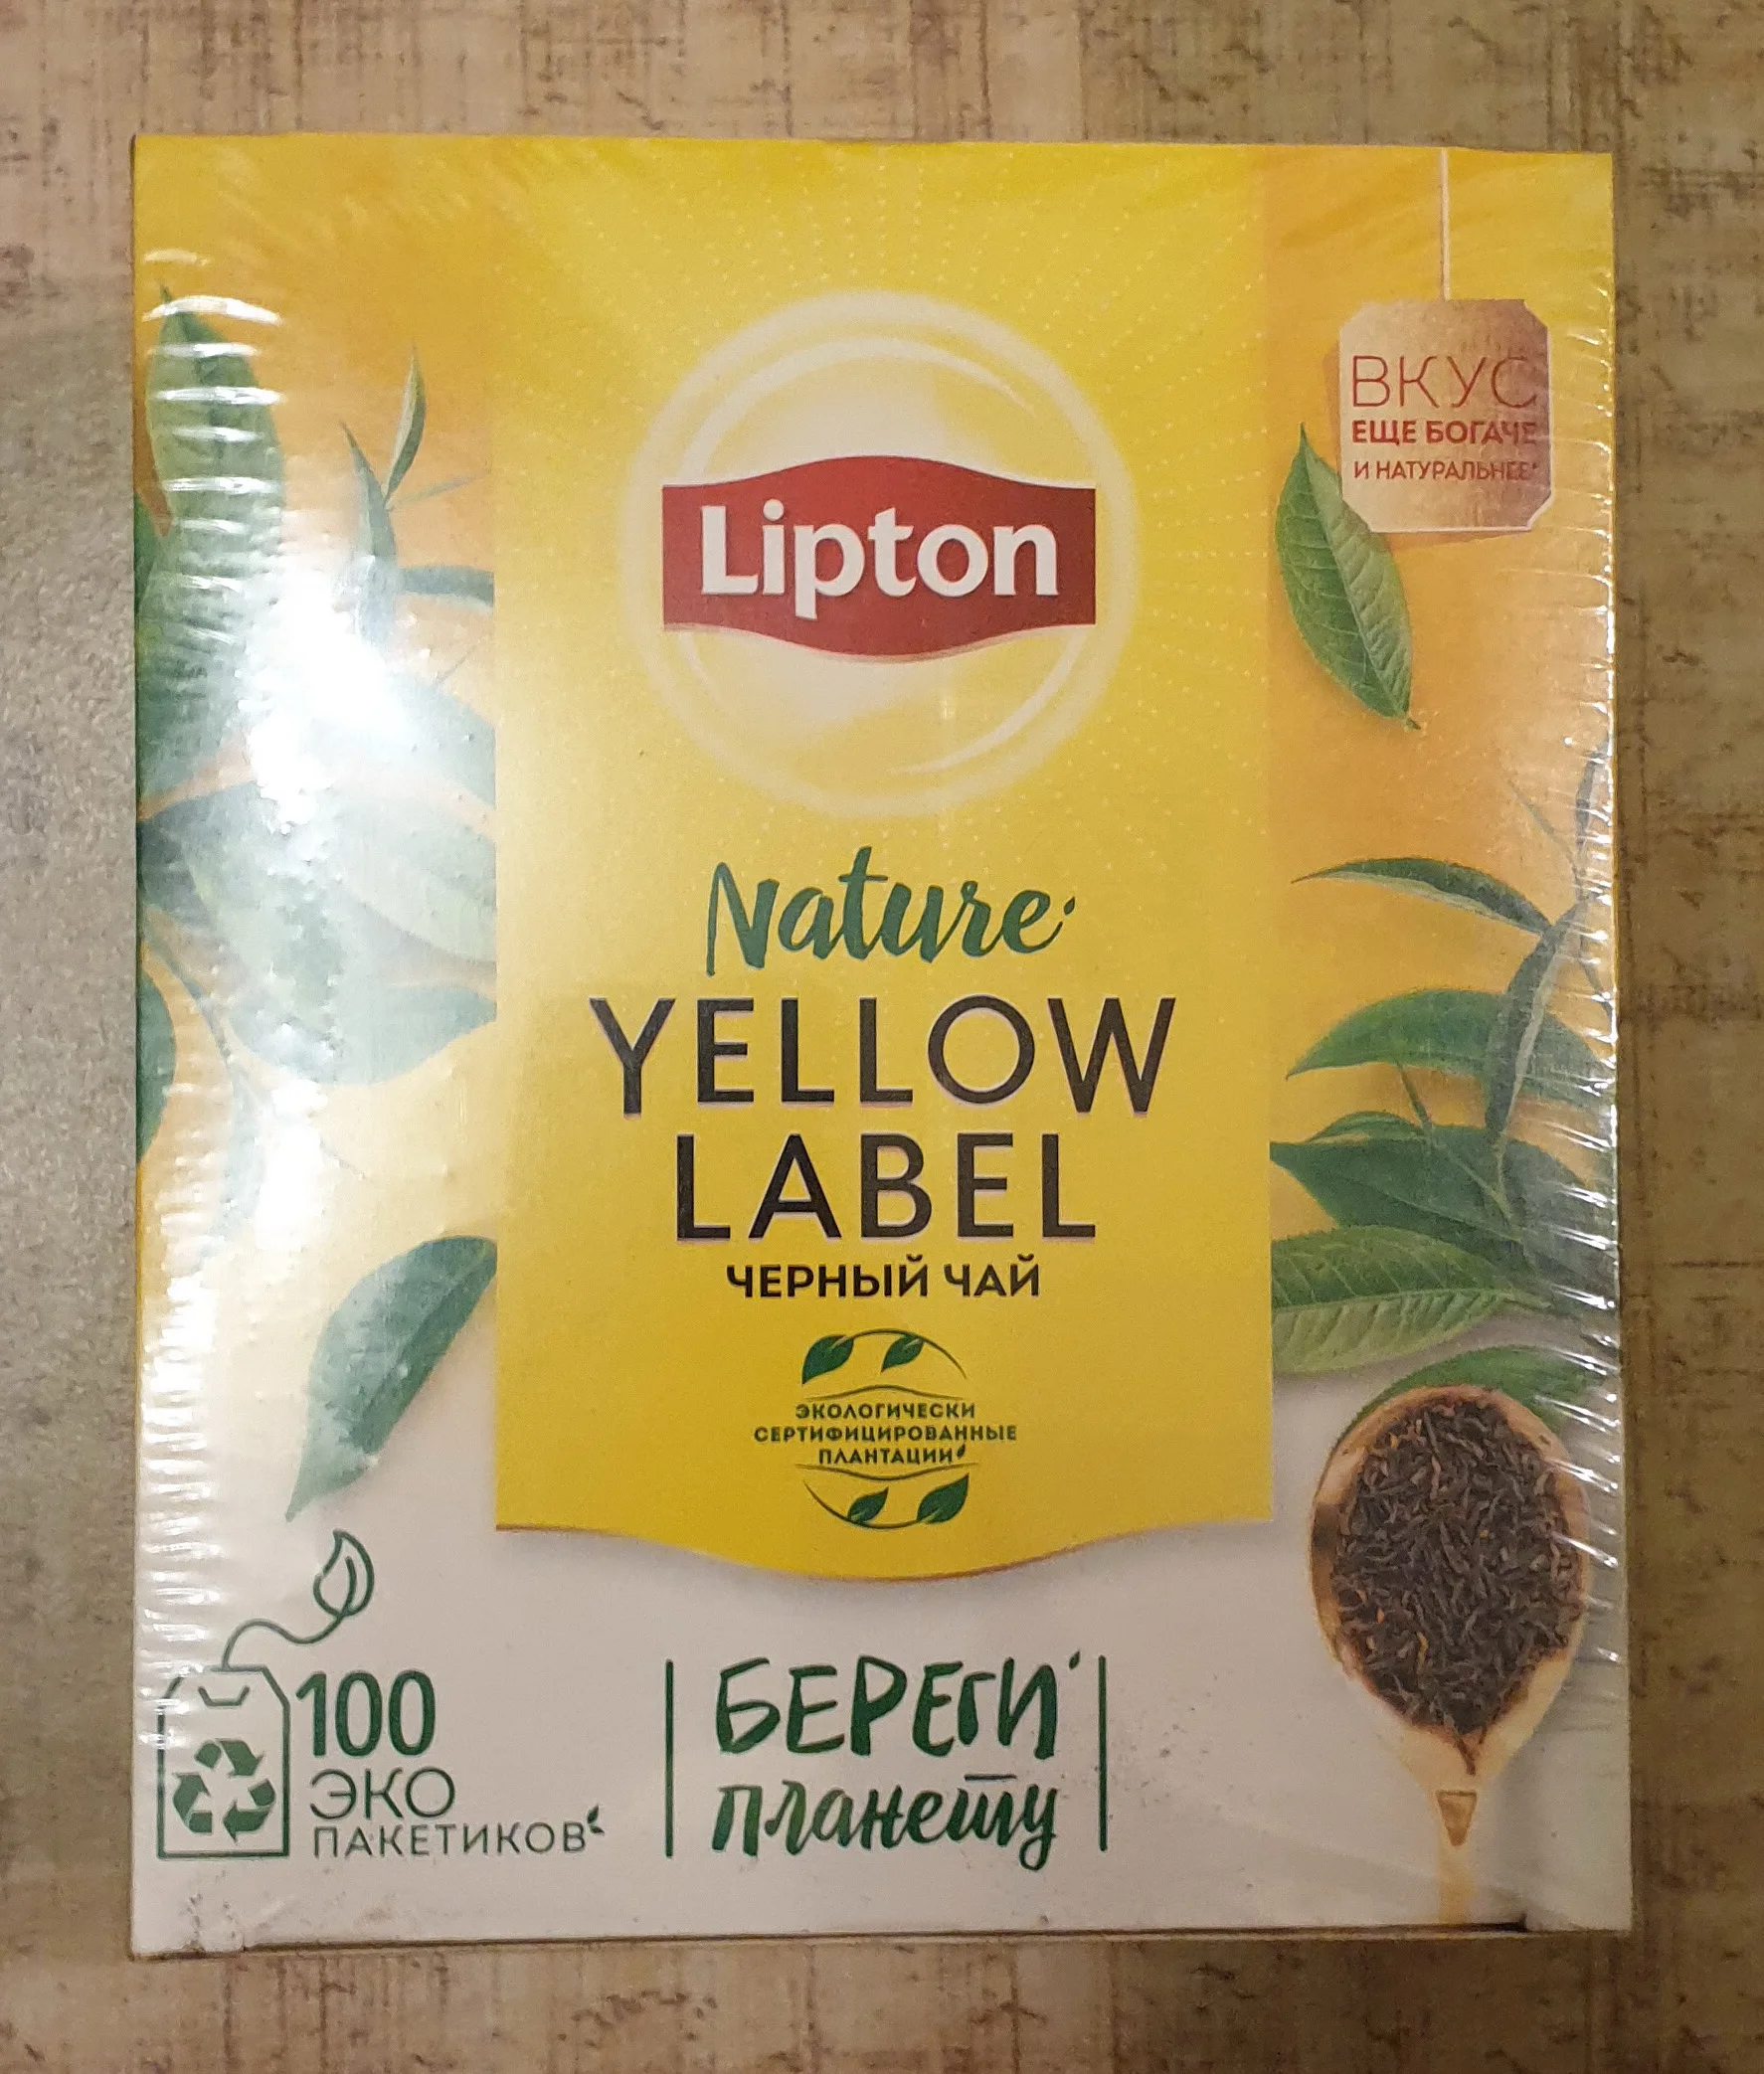 Lipton
ВКУС
ЕЩЕ БОГАЧЕ
И НАТУРАЛЬНЕЕ*
Nature
YELLOW
LABEL
ЧЕРНЫЙ ЧАЙ
ЭКОЛОГИЧЕСКИ
СЕРТИФИЦИРОВАННЫЕ
ПЛАНТАЦИИ
100
ЭКО
ПАКЕТИКОВ
БЕРЕГИ
планету